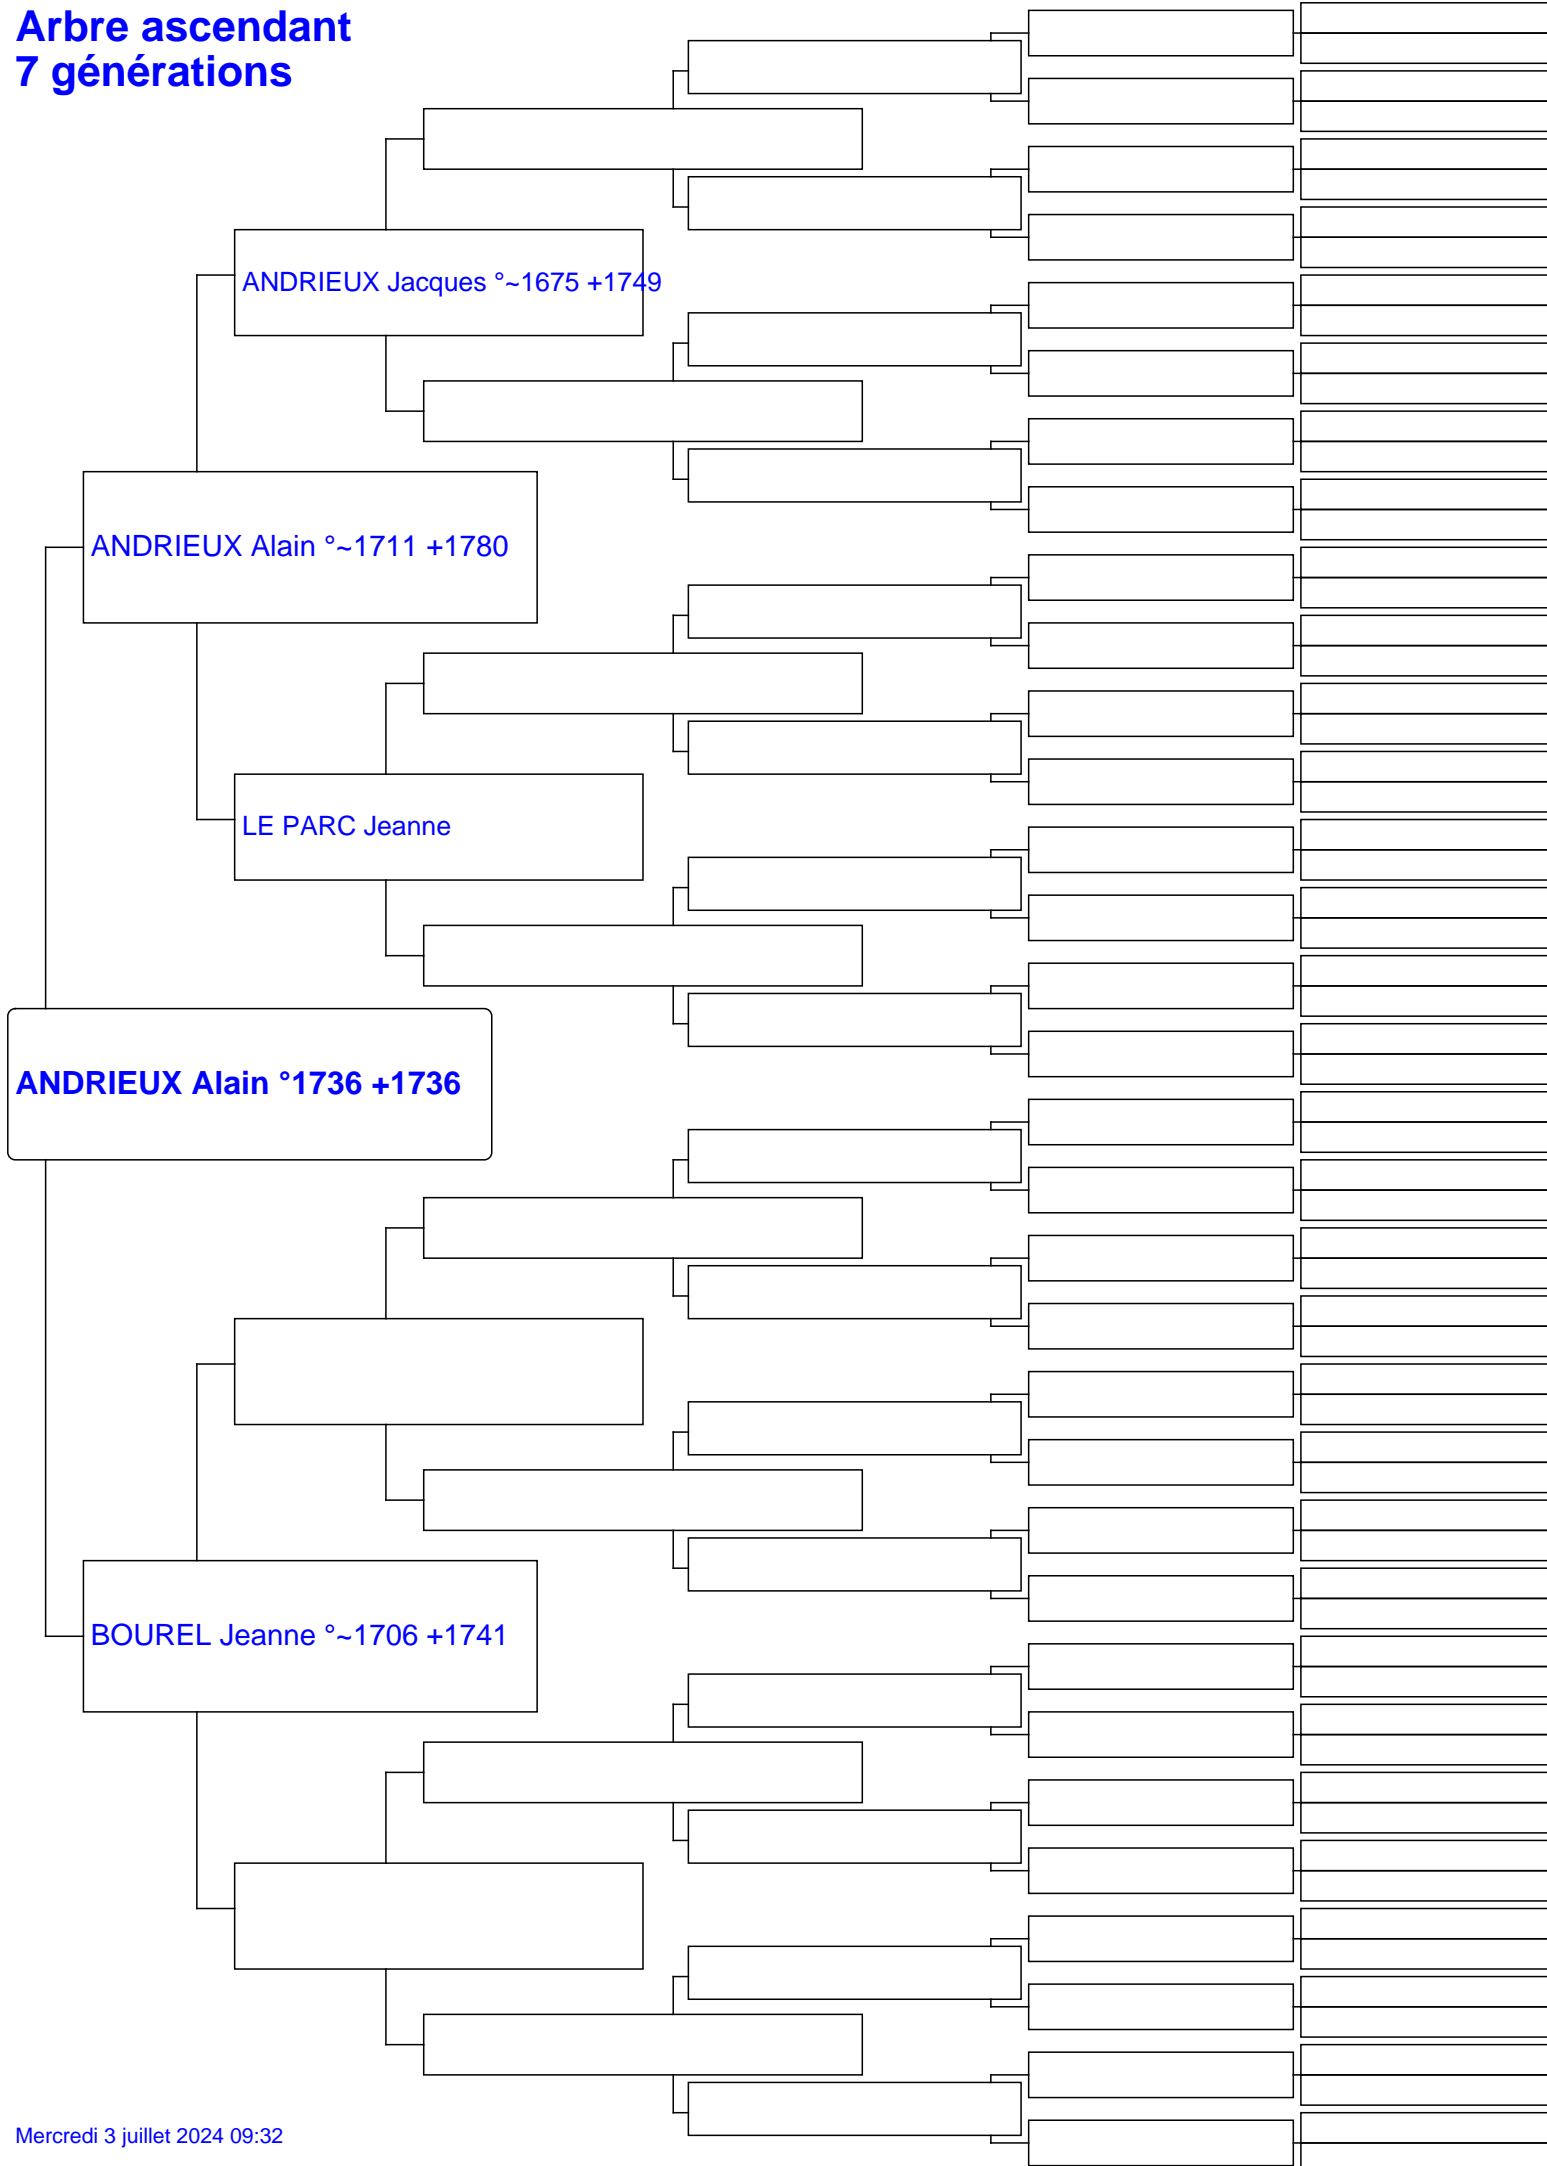 Arbre ascendant
7 générations
ANDRIEUX Jacques °~1675 +1749
ANDRIEUX Alain °~1711 +1780
LE PARC Jeanne
ANDRIEUX Alain °1736 +1736
BOUREL Jeanne °~1706 +1741
Mercredi 3 juillet 2024 09:32